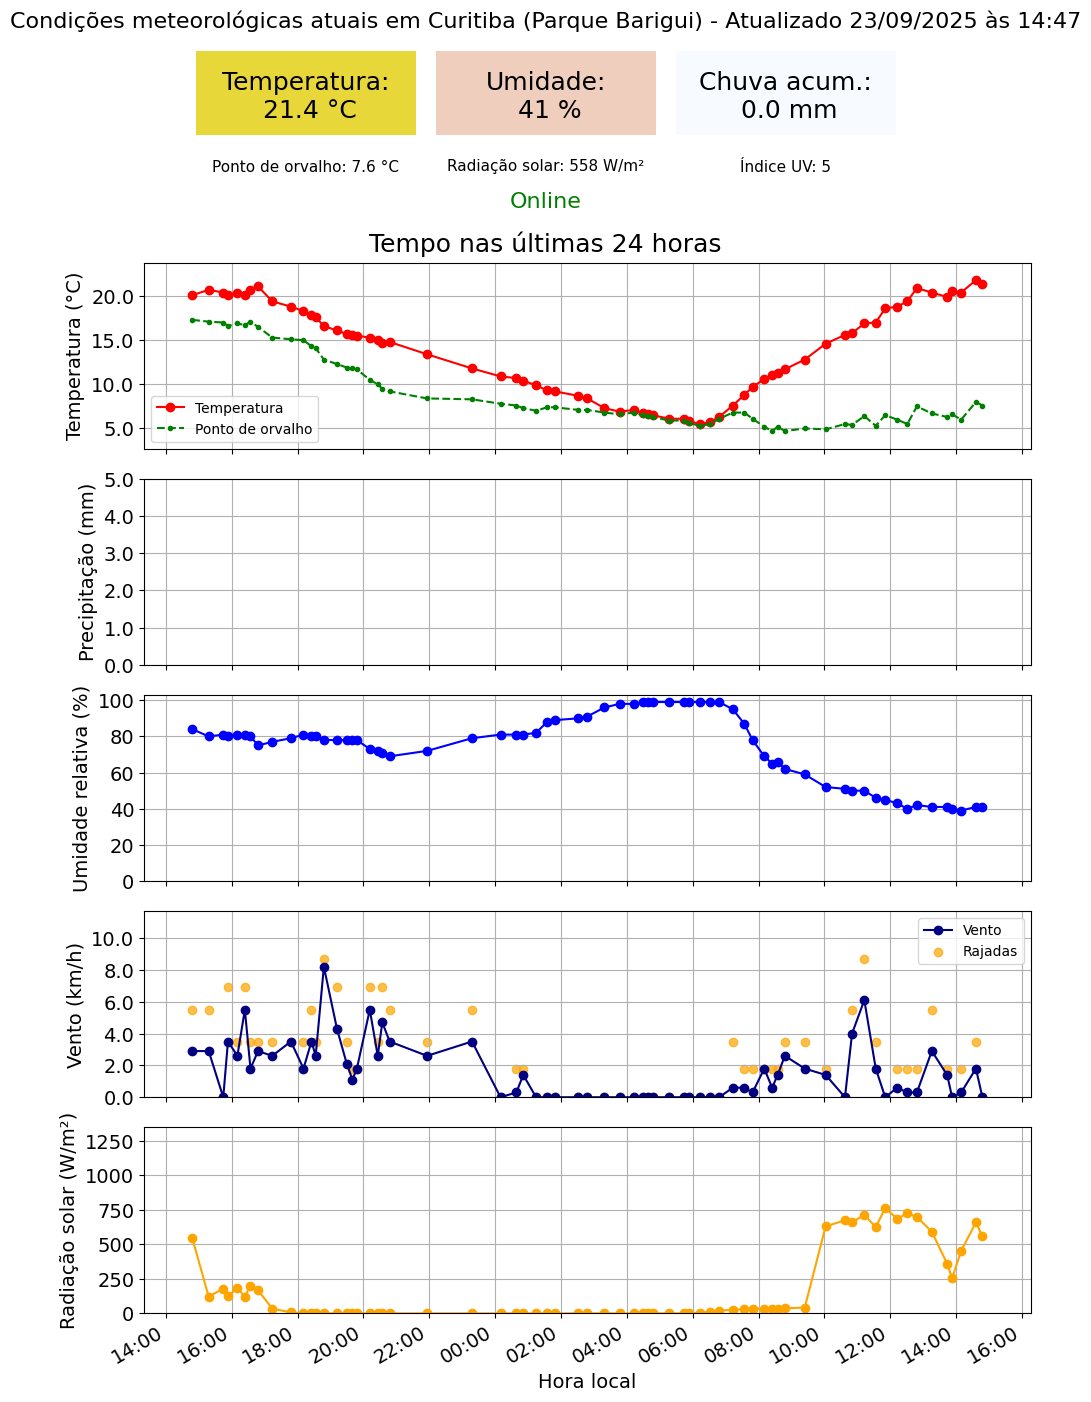 Condições meteorológicas atuais em Curitiba (Parque Barigui) - Atualizado 23/09/2025 às 14:47
Temperatura:
21.4 °C
Umidade:
41 %
Chuva acum.:
0.0 mm
Ponto de orvalho: 7.6 °C
Radiação solar: 558 W/m²
Índice UV: 5
Online
Tempo nas últimas 24 horas
Temperatura (°C)
20.0
15.0
10.0
5.0
Temperatura
Ponto de orvalho
Precipitação (mm)
5.0
4.0
3.0
2.0
1.0
0.0
Umidade relativa (%)
100
80
60
40
20
0
Vento (km/h)
10.0
8.0
6.0
4.0
2.0
0.0
Vento
Rajadas
Radiação solar (W/m²)
1250
1000
750
500
250
0
14:00
16:00
18:00
20:00
22:00
00:00
02:00
04:00
06:00
08:00
10:00
12:00
14:00
16:00
Hora local